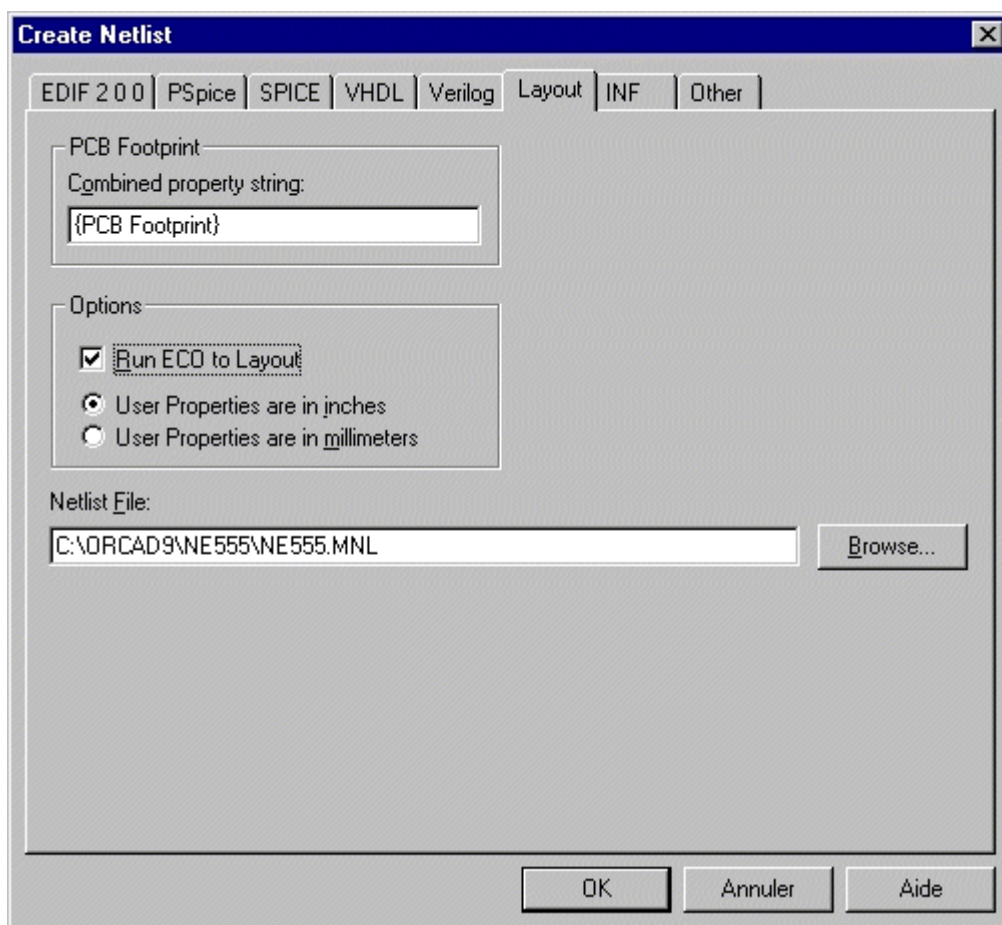 Create Netlist
EDIF 2 0 0 PSpice SPICE VHDL Verilog Layout INF Other
PCB Footprint
Combined property string:
{PCB Footprint}
Options
Run ECO to Layout
User Properties are in inches
User Properties are in millimeters
Netlist File:
C:\ORCAD9\NE555\NE555.MNL
Browse...
OK Annuler Aide